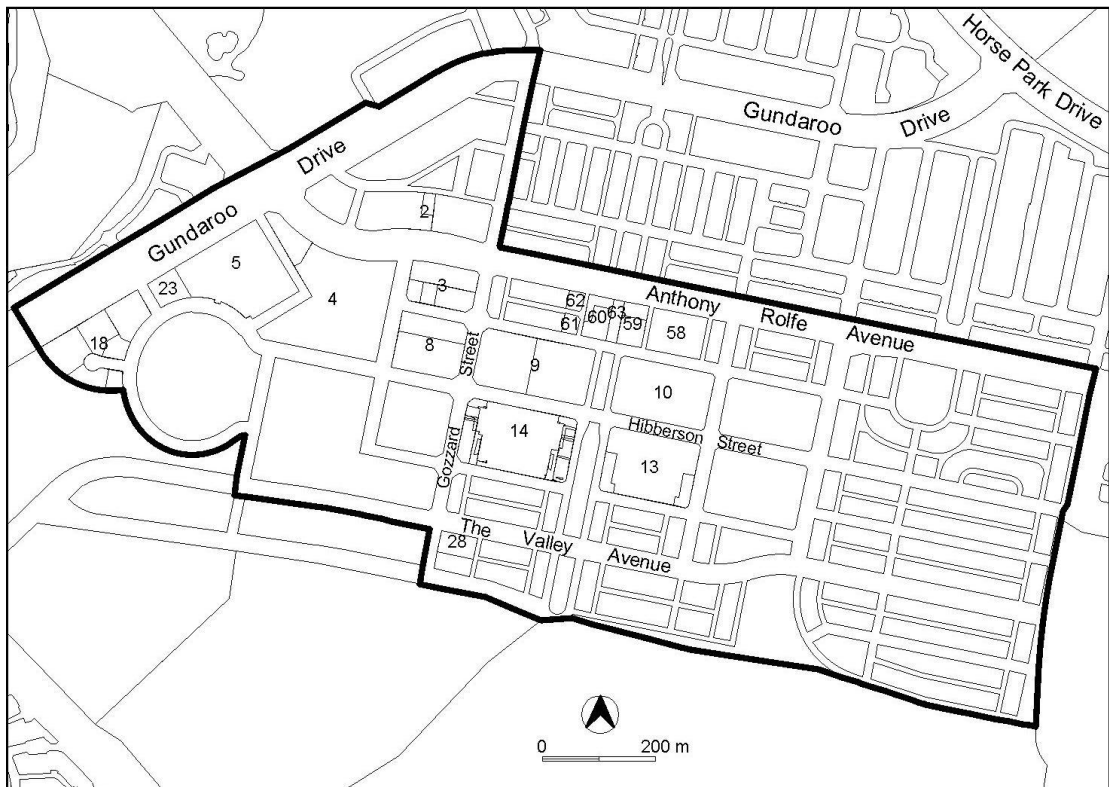 Horse Park Drive
Gundaroo Drive
Gundaroo Drive
2
5
4
3
23
62
61
60
63
59
58
Anthony Rolfe Avenue
18
8
Street
9
10
14
Gozzard
Hibberson Street
13
28
The Valley Avenue
0 200 m